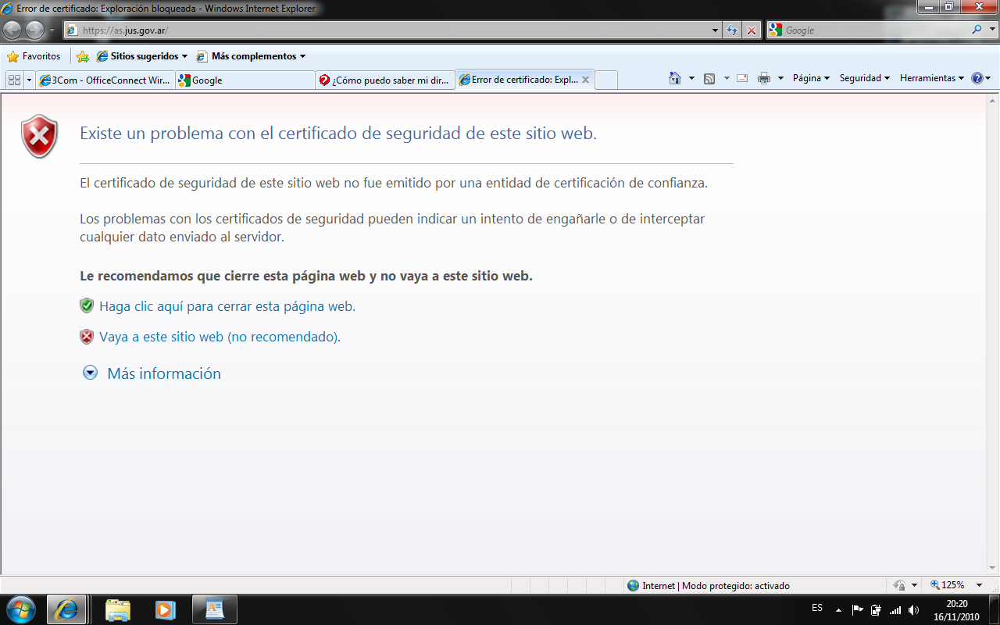 Error de certificado: Exploración bloqueada - Windows Internet Explorer
https://as.jus.gov.ar/
Google
Favoritos
Sitios sugeridos
Más complementos
3Com - OfficeConnect Wir...
Google
¿Cómo puedo saber mi dir...
Error de certificado: Expl...
Página
Seguridad
Herramientas
Existe un problema con el certificado de seguridad de este sitio web.
El certificado de seguridad de este sitio web no fue emitido por una entidad de certificación de confianza.
Los problemas con los certificados de seguridad pueden indicar un intento de engañarle o de interceptar
cualquier dato enviado al servidor.
Le recomendamos que cierre esta página web y no vaya a este sitio web.
Haga clic aquí para cerrar esta página web.
Vaya a este sitio web (no recomendado).
Más información
Internet | Modo protegido: activado
125%
ES
20:20
16/11/2010